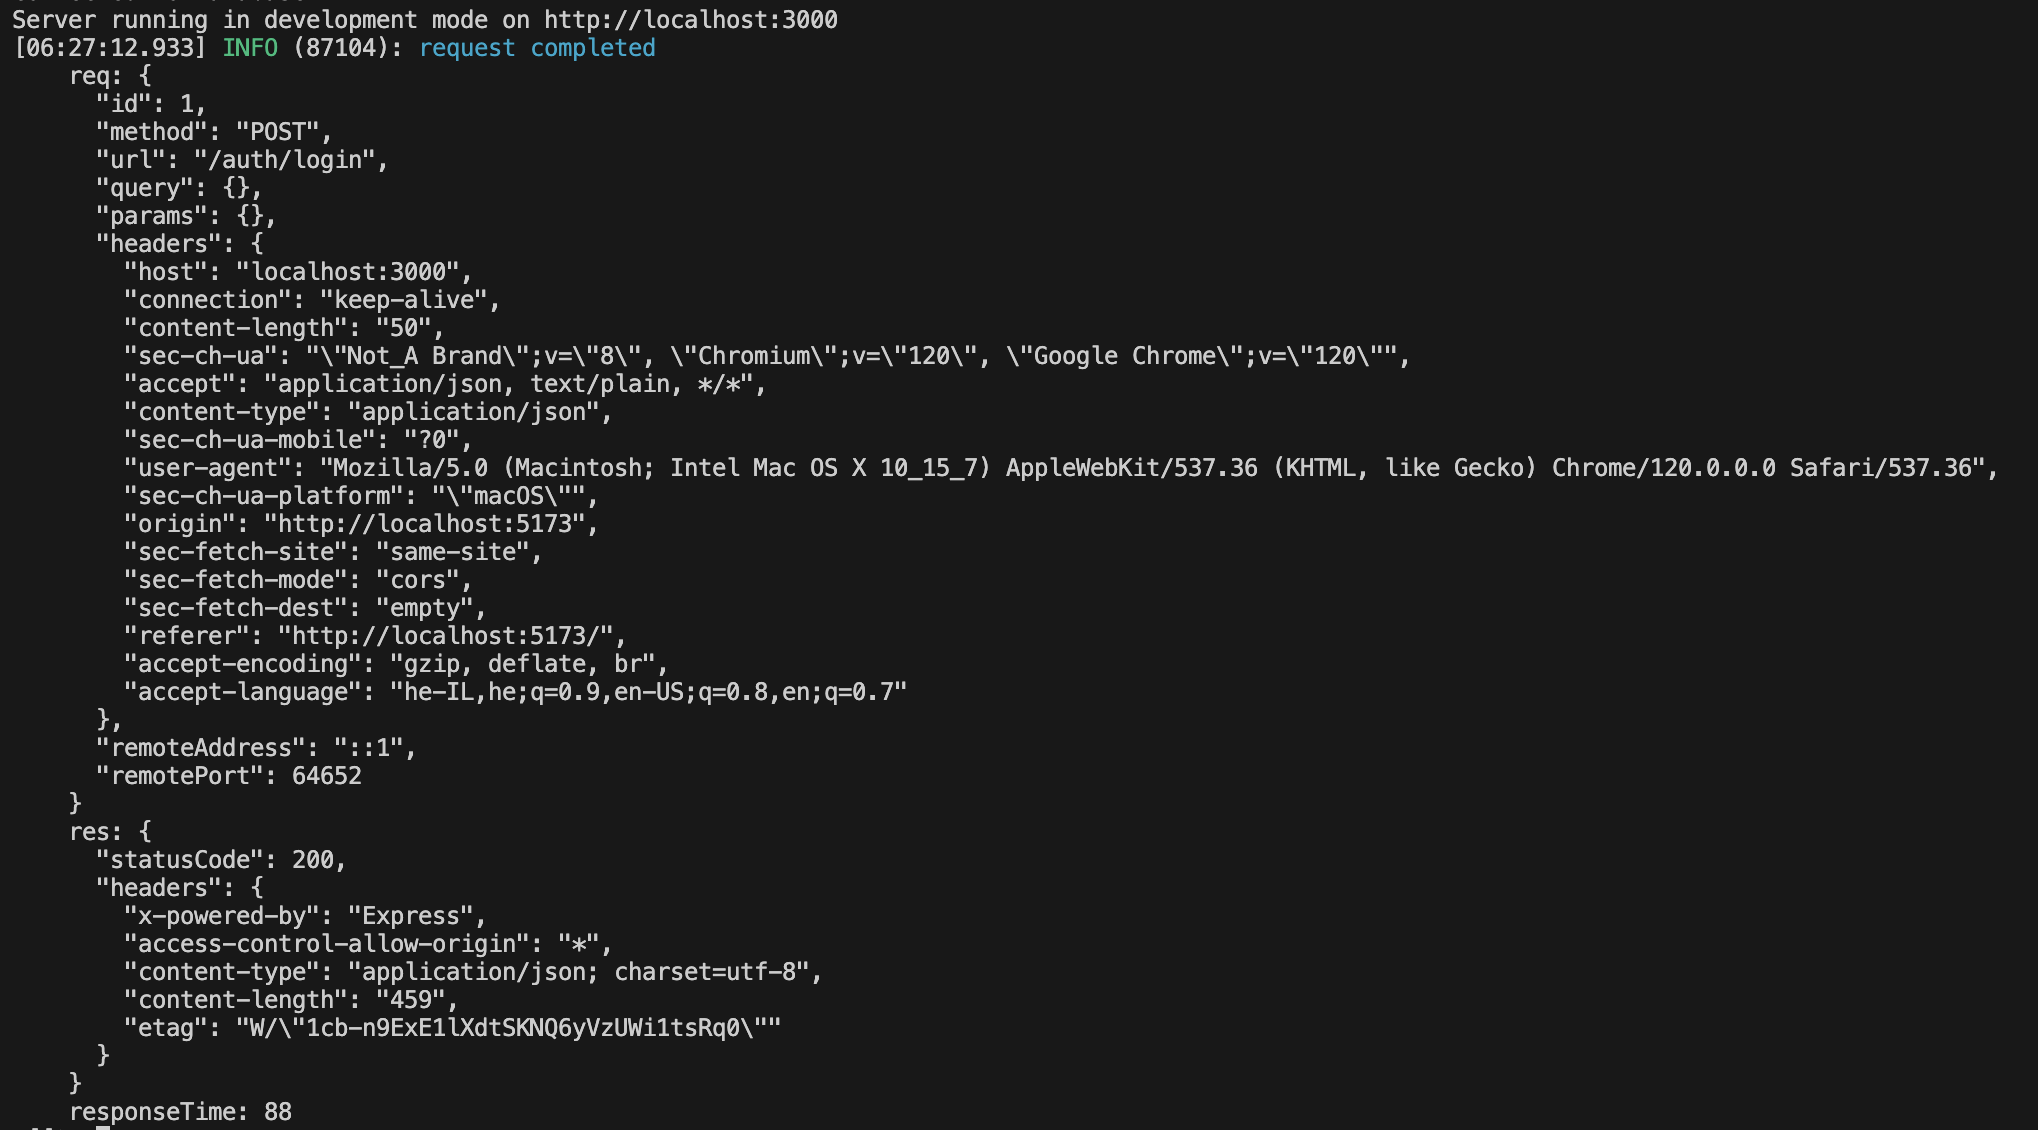 Server running in development mode on http://localhost:3000
[06:27:12.933] INFO (87104): request completed
    req: {
      "id": 1,
      "method": "POST",
      "url": "/auth/login",
      "query": {},
      "params": {},
      "headers": {
        "host": "localhost:3000",
        "connection": "keep-alive",
        "content-length": "50",
        "sec-ch-ua": "\"Not_A Brand\";v=\"8\", \"Chromium\";v=\"120\", \"Google Chrome\";v=\"120\"",
        "accept": "application/json, text/plain, */*",
        "content-type": "application/json",
        "sec-ch-ua-mobile": "?0",
        "user-agent": "Mozilla/5.0 (Macintosh; Intel Mac OS X 10_15_7) AppleWebKit/537.36 (KHTML, like Gecko) Chrome/120.0.0.0 Safari/537.36",
        "sec-ch-ua-platform": "\"macOS\"",
        "origin": "http://localhost:5173",
        "sec-fetch-site": "same-site",
        "sec-fetch-mode": "cors",
        "sec-fetch-dest": "empty",
        "referer": "http://localhost:5173/",
        "accept-encoding": "gzip, deflate, br",
        "accept-language": "he-IL,he;q=0.9,en-US;q=0.8,en;q=0.7"
      },
      "remoteAddress": "::1",
      "remotePort": 64652
    }
    res: {
      "statusCode": 200,
      "headers": {
        "x-powered-by": "Express",
        "access-control-allow-origin": "*",
        "content-type": "application/json; charset=utf-8",
        "content-length": "459",
        "etag": "W/\"1cb-n9ExE1lXdtSKNQ6yVzUWi1tsRq0\""
      }
    }
    responseTime: 88